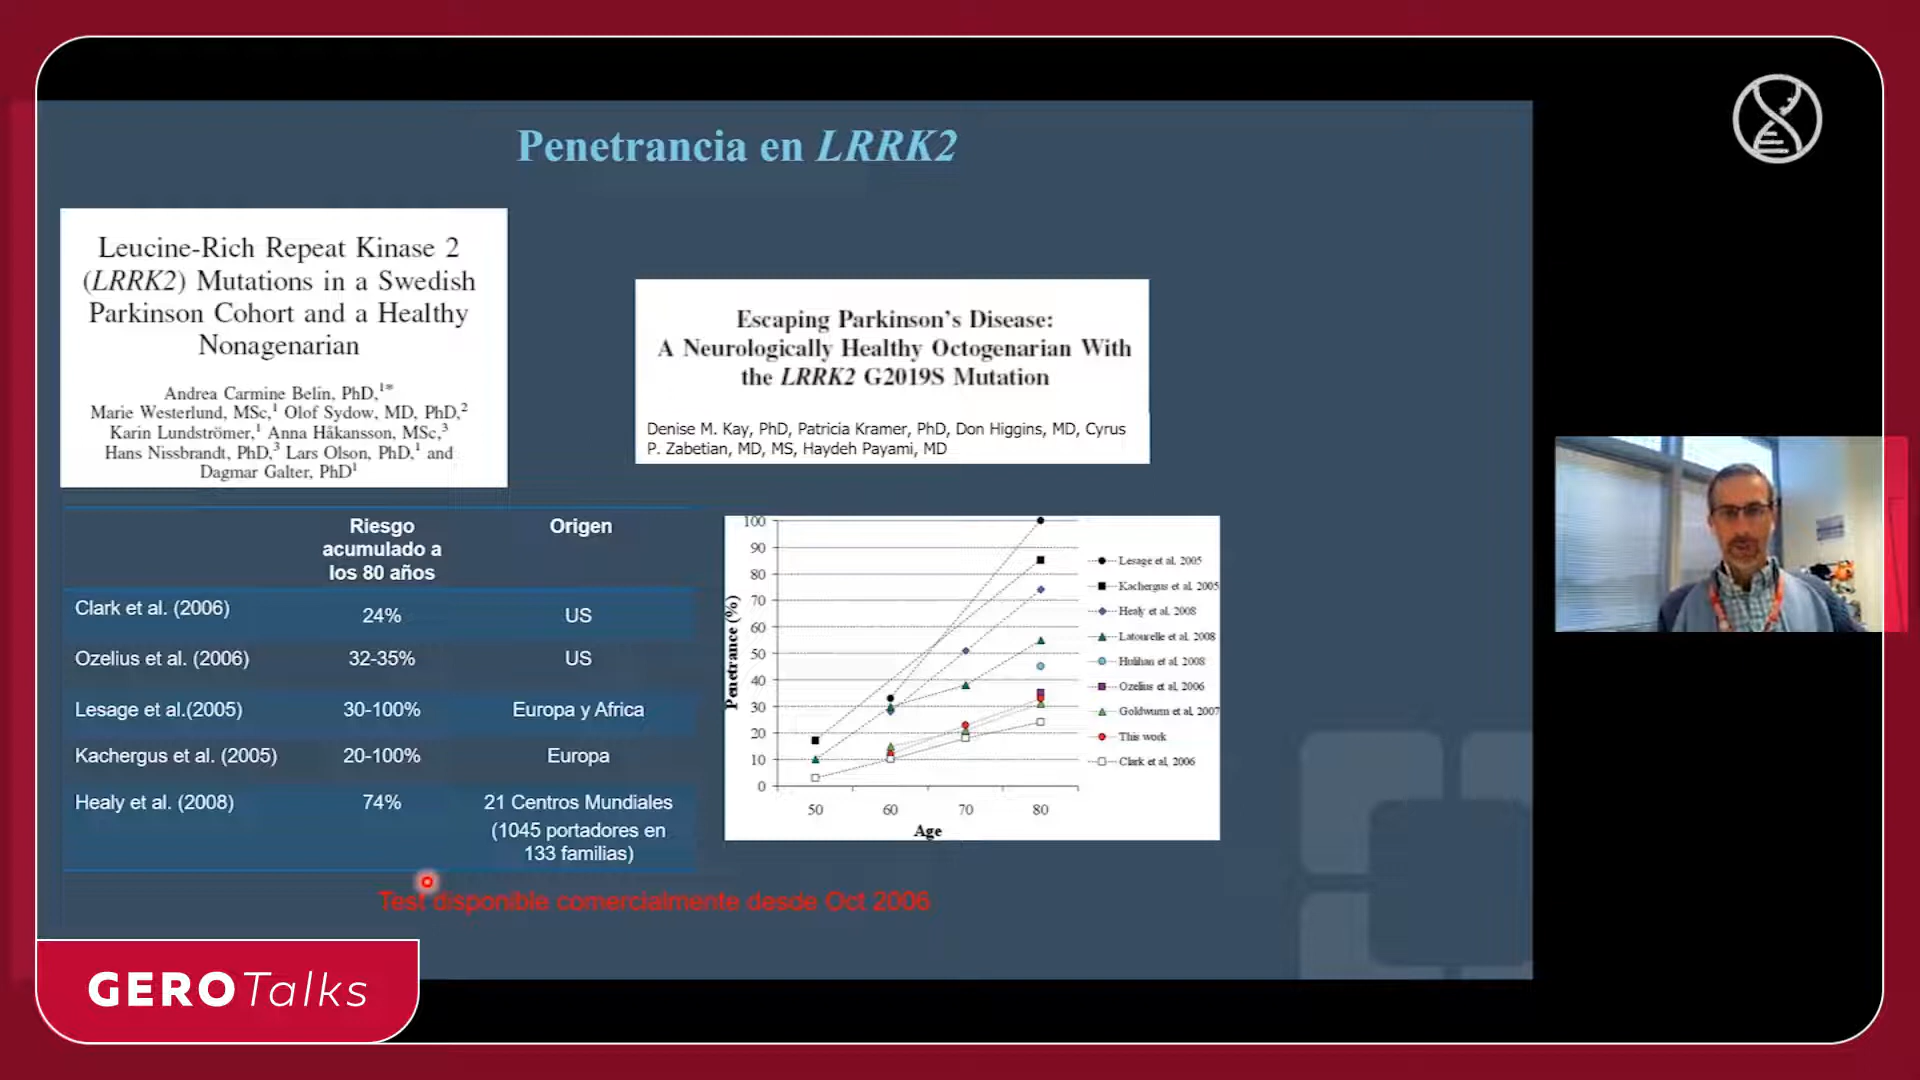 Penetrancia en LRRK2
Leucine-Rich Repeat Kinase 2
(LRRK2) Mutations in a Swedish
Parkinson Cohort and a Healthy
Nonagenarian
Andrea Carmine Belin, PhD,1*
Marie Westerlund, MSc,1 Olof Sydow, MD, PhD,2
Karin Lundströmer,1 Anna Håkansson, MSc,3
Hans Nissbrandt, PhD,3 Lars Olson, PhD,1 and
Dagmar Galter, PhD1
Escaping Parkinson's Disease:
A Neurologically Healthy Octogenarian With
the LRRK2 G2019S Mutation
Denise M. Kay, PhD, Patricia Kramer, PhD, Don Higgins, MD, Cyrus
P. Zabetian, MD, MS, Haydeh Payami, MD
Riesgo
acumulado a
los 80 años
Origen
Clark et al. (2006) 24% US
Ozelius et al. (2006) 32-35% US
Lesage et al.(2005) 30-100% Europa y Africa
Kachergus et al. (2005) 20-100% Europa
Healy et al. (2008) 74% 21 Centros Mundiales
(1045 portadores en
133 familias)
Penetrance (%)
100
90
80
70
60
50
40
30
20
10
0
50 60 70 80
Age
Lesage et al. 2005
Kachergus et al. 2005
Healy et al. 2008
Latourelle et al. 2008
Hulihan et al. 2008
Ozelius et al, 2006
Goldwurm et al, 2007
This work
Clark et al, 2006
Test disponible comercialmente desde Oct 2006
GEROTalks